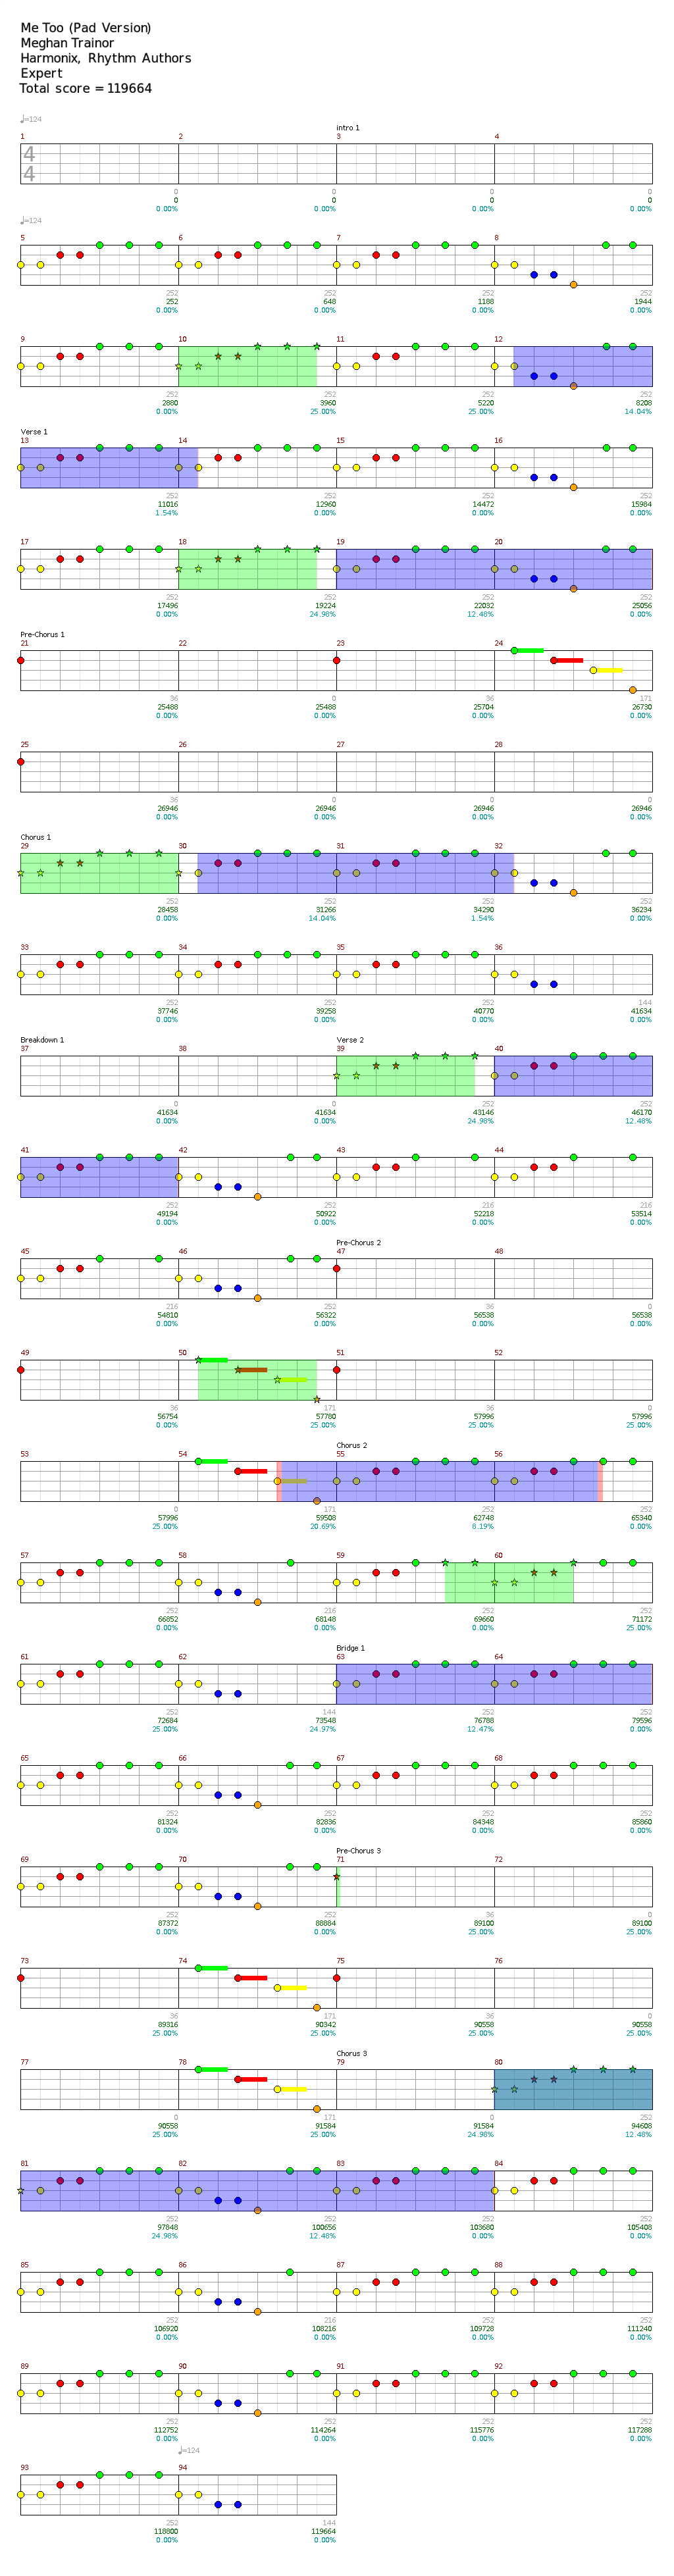 Me Too (Pad Version)
Meghan Trainor
Harmonix, Rhythm Authors
Expert
Total score = 119664
♩=124
intro 1
1 2 3 4
4
4
0 0 0 0
0 0 0 0
0.00% 0.00% 0.00% 0.00%
♩=124
5 6 7 8
252 252 252 252
252 648 1188 1944
0.00% 0.00% 0.00% 0.00%
9 10 11 12
252 252 252 252
2880 3960 5220 8208
0.00% 25.00% 25.00% 14.04%
Verse 1
13 14 15 16
252 252 252 252
11016 12960 14472 15984
1.54% 0.00% 0.00% 0.00%
17 18 19 20
252 252 252 252
17496 19224 22032 25056
0.00% 24.98% 12.48% 0.00%
Pre-Chorus 1
21 22 23 24
36 0 36 171
25488 25488 25704 26730
0.00% 0.00% 0.00% 0.00%
25 26 27 28
36 0 0 0
26946 26946 26946 26946
0.00% 0.00% 0.00% 0.00%
Chorus 1
29 30 31 32
252 252 252 252
28458 31266 34290 36234
0.00% 14.04% 1.54% 0.00%
33 34 35 36
252 252 252 144
37746 39258 40770 41634
0.00% 0.00% 0.00% 0.00%
Breakdown 1 Verse 2
37 38 39 40
0 0 252 252
41634 41634 43146 46170
0.00% 0.00% 24.98% 12.48%
41 42 43 44
252 252 216 216
49194 50922 52218 53514
0.00% 0.00% 0.00% 0.00%
Pre-Chorus 2
45 46 47 48
216 252 36 0
54810 56322 56538 56538
0.00% 0.00% 0.00% 0.00%
49 50 51 52
36 171 36 0
56754 57780 57996 57996
0.00% 25.00% 25.00% 25.00%
Chorus 2
53 54 55 56
0 171 252 252
57996 59508 62748 65340
25.00% 20.69% 8.19% 0.00%
57 58 59 60
252 216 252 252
66852 68148 69660 71172
0.00% 0.00% 0.00% 25.00%
Bridge 1
61 62 63 64
252 144 252 252
72684 73548 76788 79596
25.00% 24.97% 12.47% 0.00%
65 66 67 68
252 252 252 252
81324 82836 84348 85860
0.00% 0.00% 0.00% 0.00%
Pre-Chorus 3
69 70 71 72
252 252 36 0
87372 88884 89100 89100
0.00% 0.00% 25.00% 25.00%
73 74 75 76
36 171 36 0
89316 90342 90558 90558
25.00% 25.00% 25.00% 25.00%
Chorus 3
77 78 79 80
0 171 0 252
90558 91584 91584 94608
25.00% 25.00% 24.98% 12.48%
81 82 83 84
252 252 252 252
97848 100656 103680 105408
24.98% 12.48% 0.00% 0.00%
85 86 87 88
252 216 252 252
106920 108216 109728 111240
0.00% 0.00% 0.00% 0.00%
89 90 91 92
252 252 252 252
112752 114264 115776 117288
0.00% 0.00% 0.00% 0.00%
♩=124
93 94
252 144
118800 119664
0.00% 0.00%